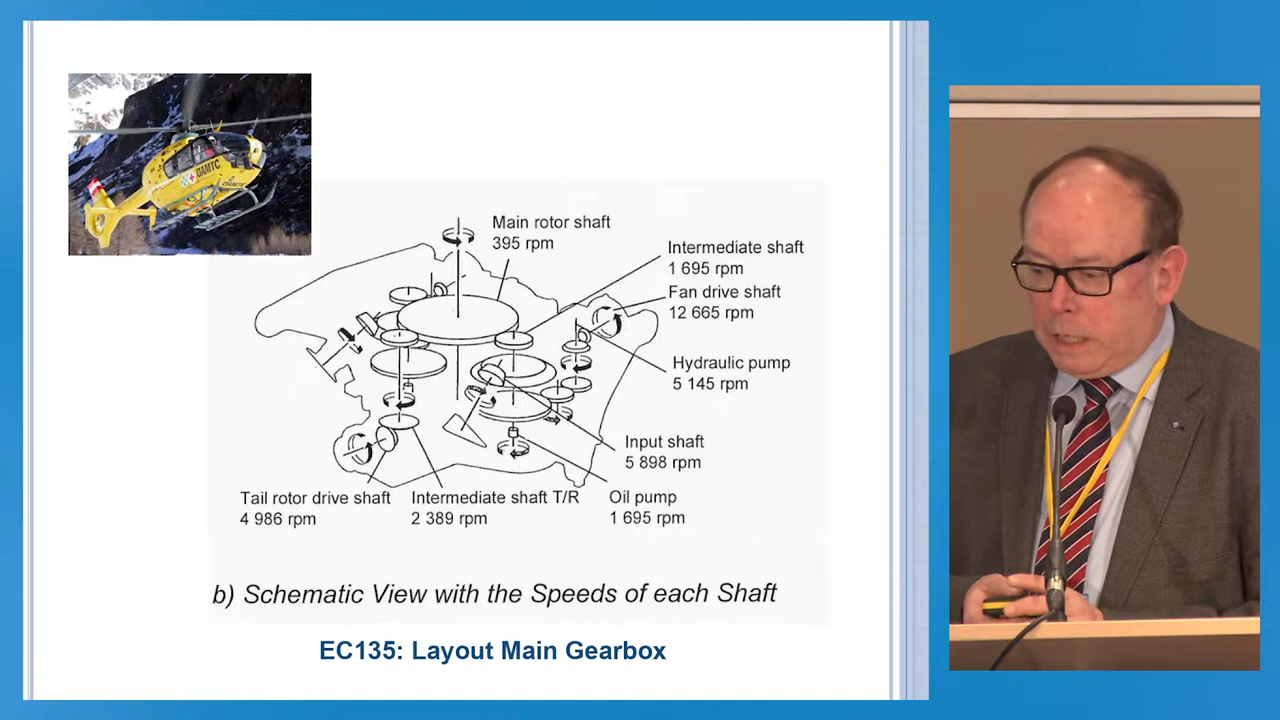 ÖAMTC
Main rotor shaft
395 rpm
Intermediate shaft
1 695 rpm
Fan drive shaft
12 665 rpm
Hydraulic pump
5 145 rpm
Input shaft
5 898 rpm
Tail rotor drive shaft
4 986 rpm
Intermediate shaft T/R
2 389 rpm
Oil pump
1 695 rpm
b) Schematic View with the Speeds of each Shaft
EC135: Layout Main Gearbox